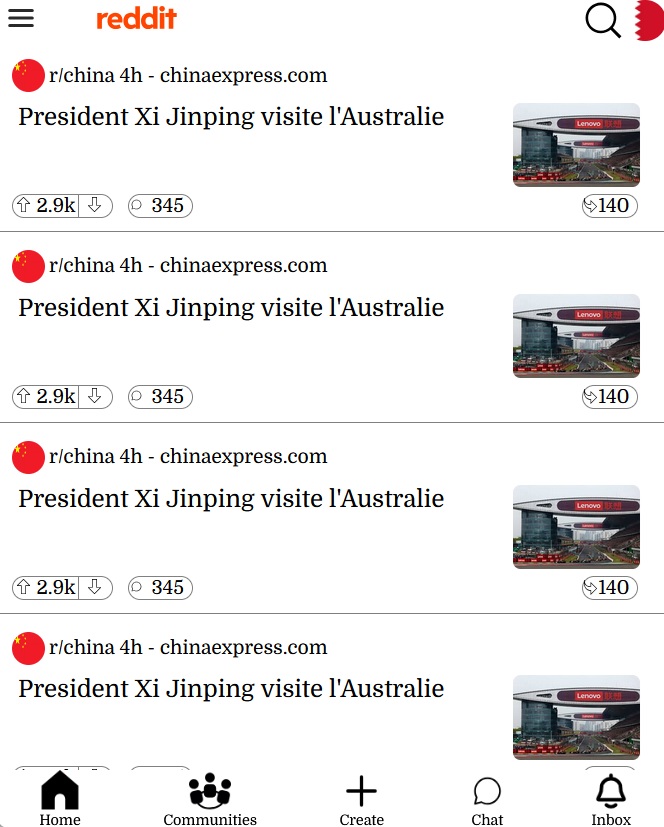 reddit
r/china 4h - chinaexpress.com
President Xi Jinping visite l'Australie
Lenovo 联想
2.9k
345
140
r/china 4h - chinaexpress.com
President Xi Jinping visite l'Australie
Lenovo 联想
2.9k
345
140
r/china 4h - chinaexpress.com
President Xi Jinping visite l'Australie
Lenovo 联想
2.9k
345
140
r/china 4h - chinaexpress.com
President Xi Jinping visite l'Australie
Lenovo 联想
Home
Communities
Create
Chat
Inbox